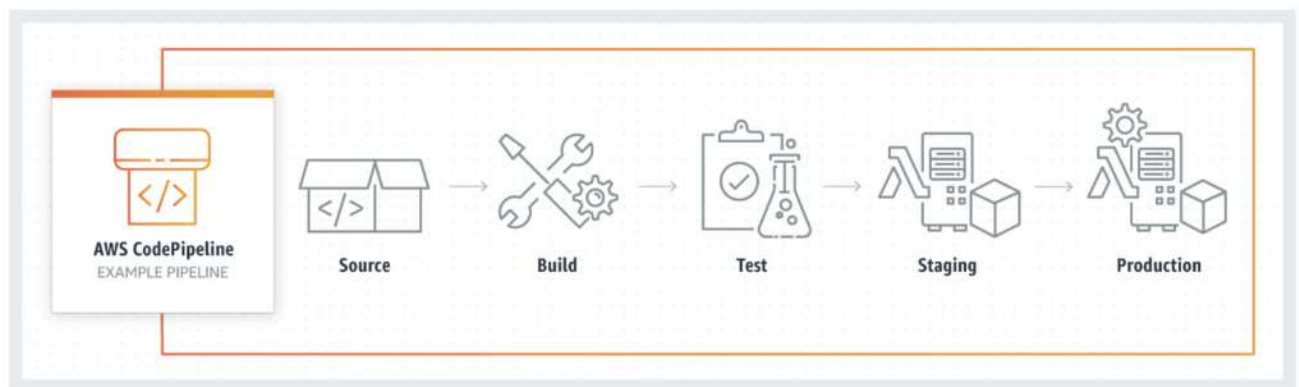 </>
AWS CodePipeline
EXAMPLE PIPELINE
</>
Source
Build
Test
Staging
Production